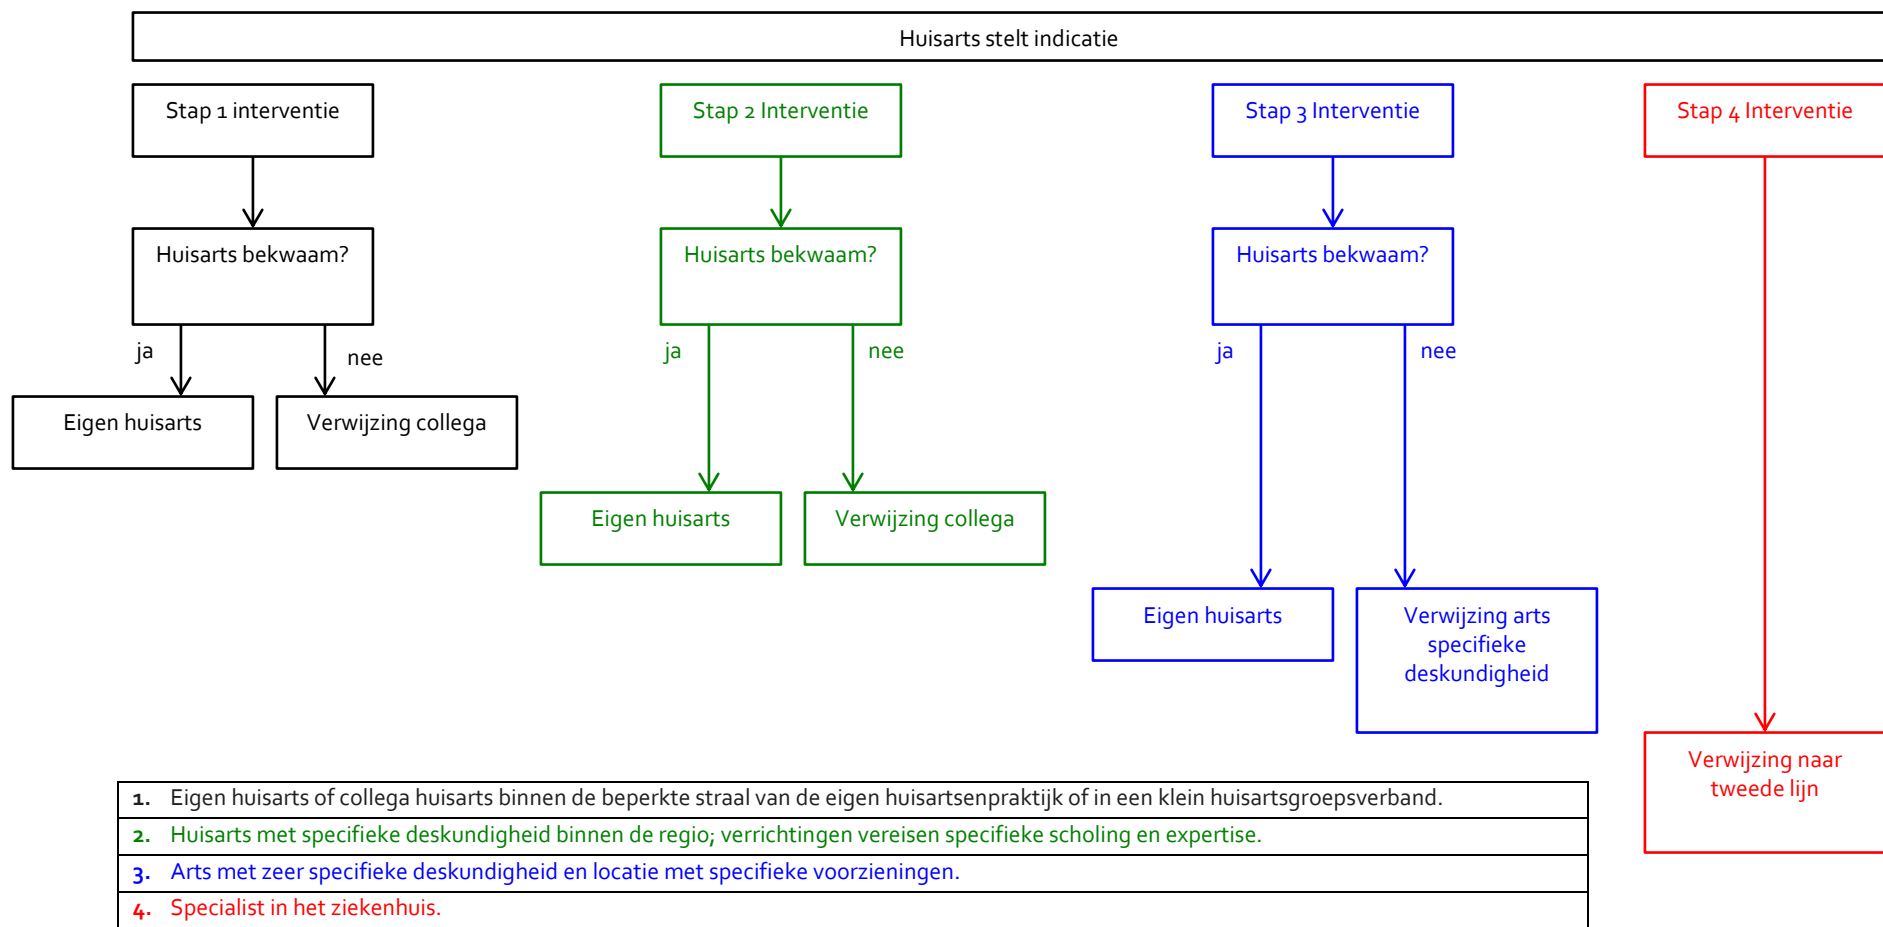 Huisarts stelt indicatie
Stap 1 interventie
Stap 2 Interventie
Stap 3 Interventie
Stap 4 Interventie
Huisarts bekwaam?
Huisarts bekwaam?
Huisarts bekwaam?
ja
nee
ja
nee
ja
nee
Eigen huisarts
Verwijzing collega
Eigen huisarts
Verwijzing collega
Eigen huisarts
Verwijzing arts
specifieke
deskundigheid
Verwijzing naar
tweede lijn
1. Eigen huisarts of collega huisarts binnen de beperkte straal van de eigen huisartsenpraktijk of in een klein huisartsgroepsverband.
2. Huisarts met specifieke deskundigheid binnen de regio; verrichtingen vereisen specifieke scholing en expertise.
3. Arts met zeer specifieke deskundigheid en locatie met specifieke voorzieningen.
4. Specialist in het ziekenhuis.